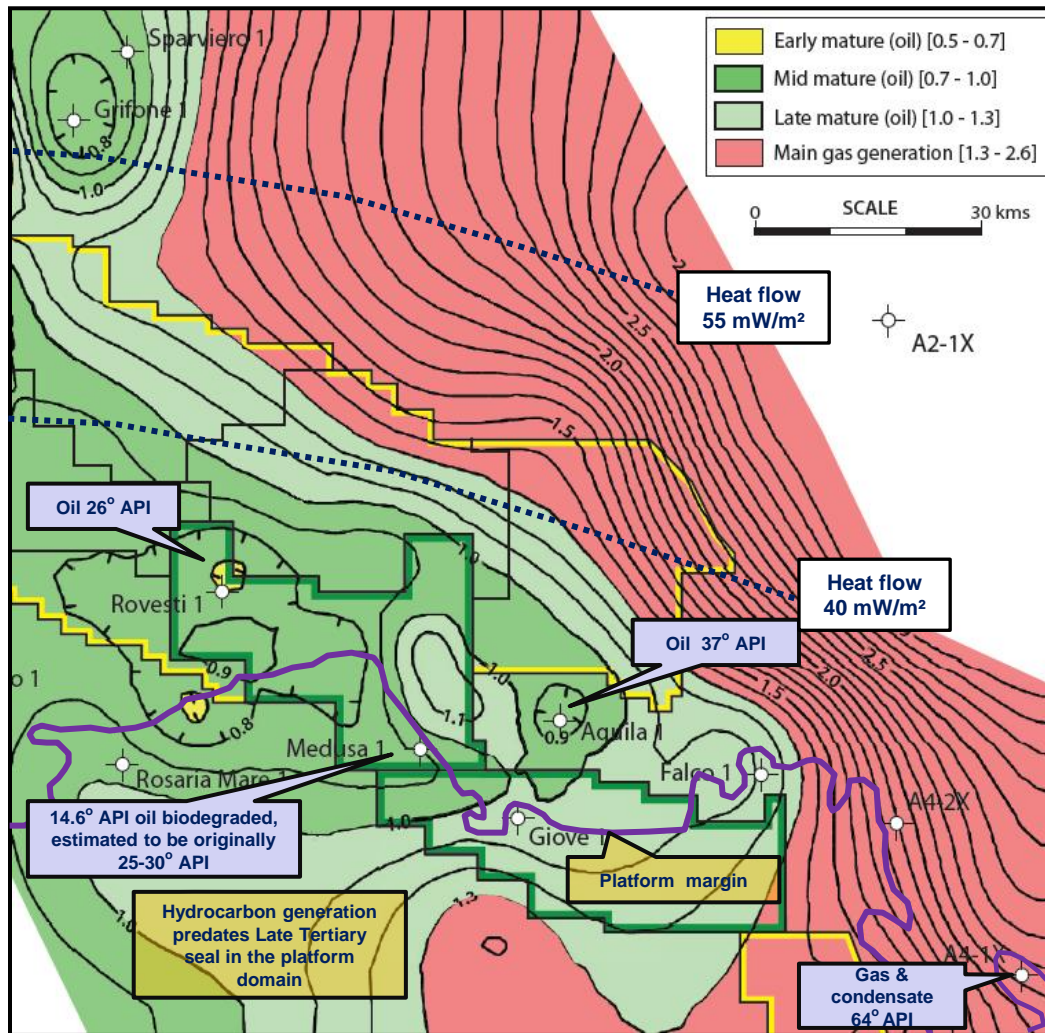 Sparviero 1
Grifone 1
0.8
1.0
Early mature (oil) [0.5 - 0.7]
Mid mature (oil) [0.7 - 1.0]
Late mature (oil) [1.0 - 1.3]
Main gas generation [1.3 - 2.6]
0 SCALE 30 kms
Heat flow
55 mW/m²
A2-1X
2.5
2.0
1.5
Oil 26° API
1.0
Rovesti 1
Heat flow
40 mW/m²
Oil 37° API
0.9
1.0
2.5
2.0
1.5
0.8
1.1
0.9
Aquila 1
Medusa 1
Rosaria Mare 1
Falco 1
A4-2X
14.6° API oil biodegraded,
estimated to be originally
25-30° API
1.0
Giove 1
Platform margin
1.3
1.0
Hydrocarbon generation
predates Late Tertiary
seal in the platform
domain
A4-1X
Gas &
condensate
64° API